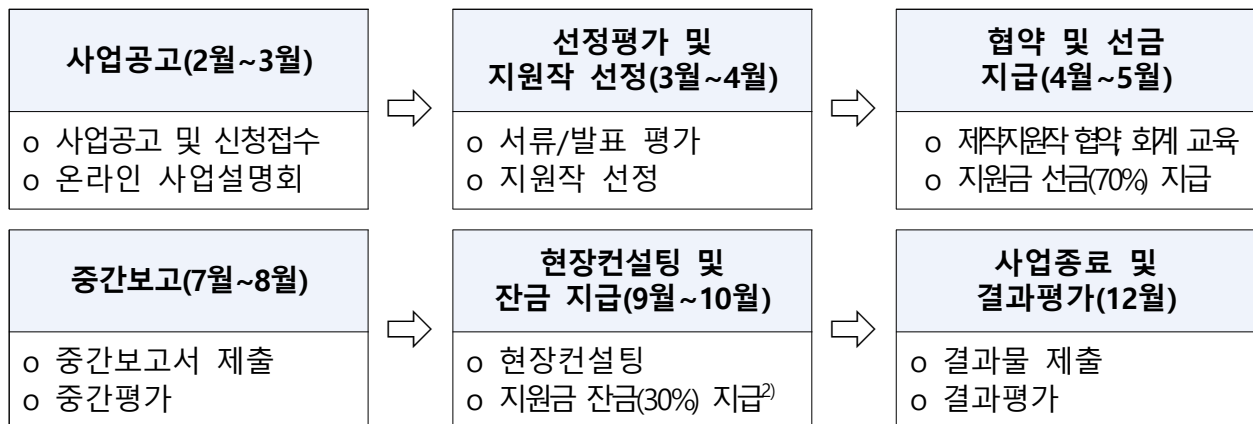 사업공고(2월~3월)
o 사업공고 및 신청접수
o 온라인 사업설명회
선정평가 및
지원작 선정(3월~4월)
o 서류/발표 평가
o 지원작 선정
협약 및 선금
지급(4월~5월)
o 제작지원작 협약, 회계 교육
o 지원금 선금(70%) 지급
중간보고(7월~8월)
o 중간보고서 제출
o 중간평가
현장컨설팅 및
잔금 지급(9월~10월)
o 현장컨설팅
o 지원금 잔금(30%) 지급2)
사업종료 및
결과평가(12월)
o 결과물 제출
o 결과평가